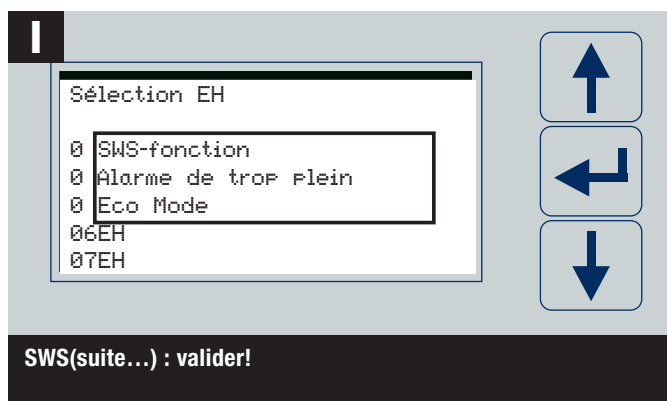 I
Sélection EH
0 SWS-fonction
0 Alarme de trop plein
0 Eco Mode
06EH
07EH
SWS(suite...) : valider!